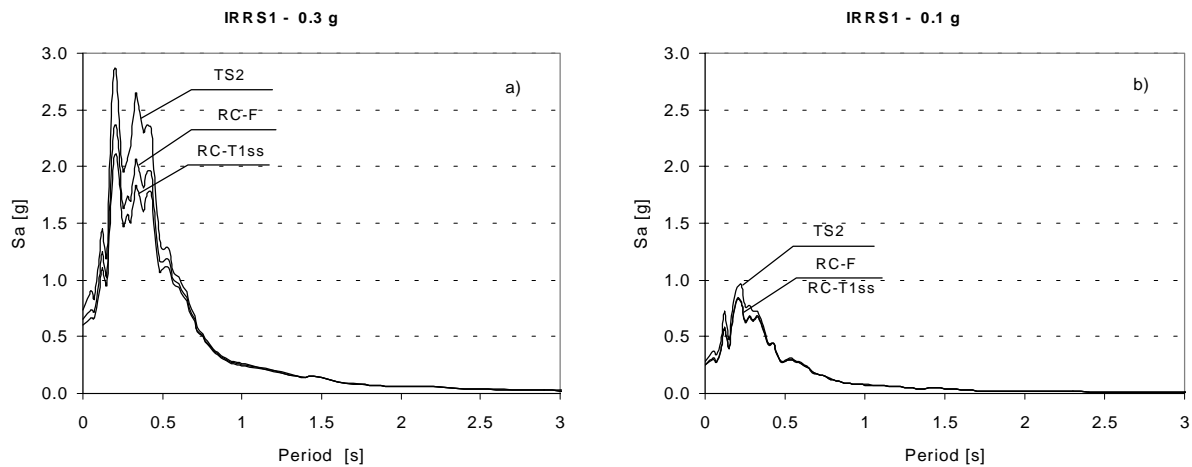 IRRS1 - 0.3 g
a)
TS2
RC-F
RC-T1ss
3.0
2.5
2.0
1.5
1.0
0.5
0.0
Sa [g]
0 0.5 1 1.5 2 2.5 3
Period [s]
IRRS1 - 0.1 g
b)
TS2
RC-F
RC-T1ss
3.0
2.5
2.0
1.5
1.0
0.5
0.0
Sa [g]
0 0.5 1 1.5 2 2.5 3
Period [s]